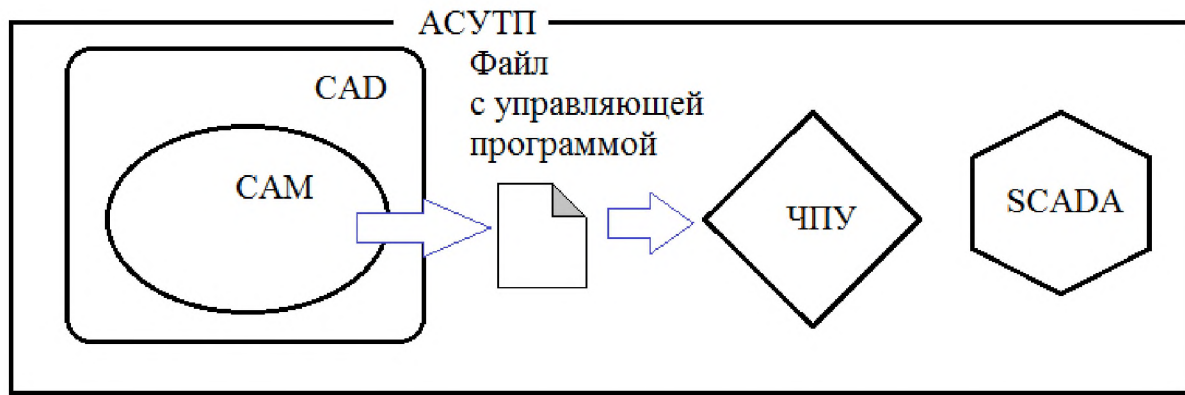 АСУТП
CAD
CAM
Файл
с управляющей
программой
ЧПУ
SCADA